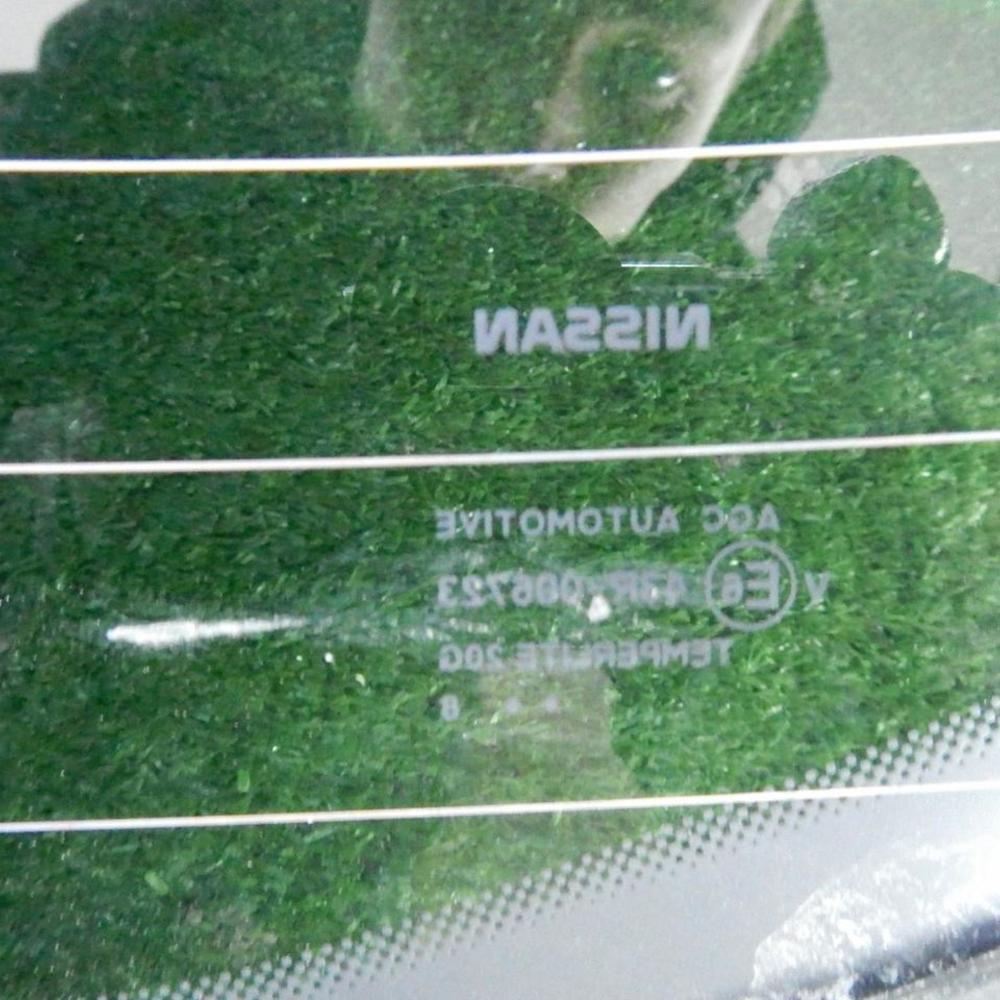 NISSAN
AGC AUTOMOTIVE
V E6 43R-006723
TEMPERLITE 20G
. . 8